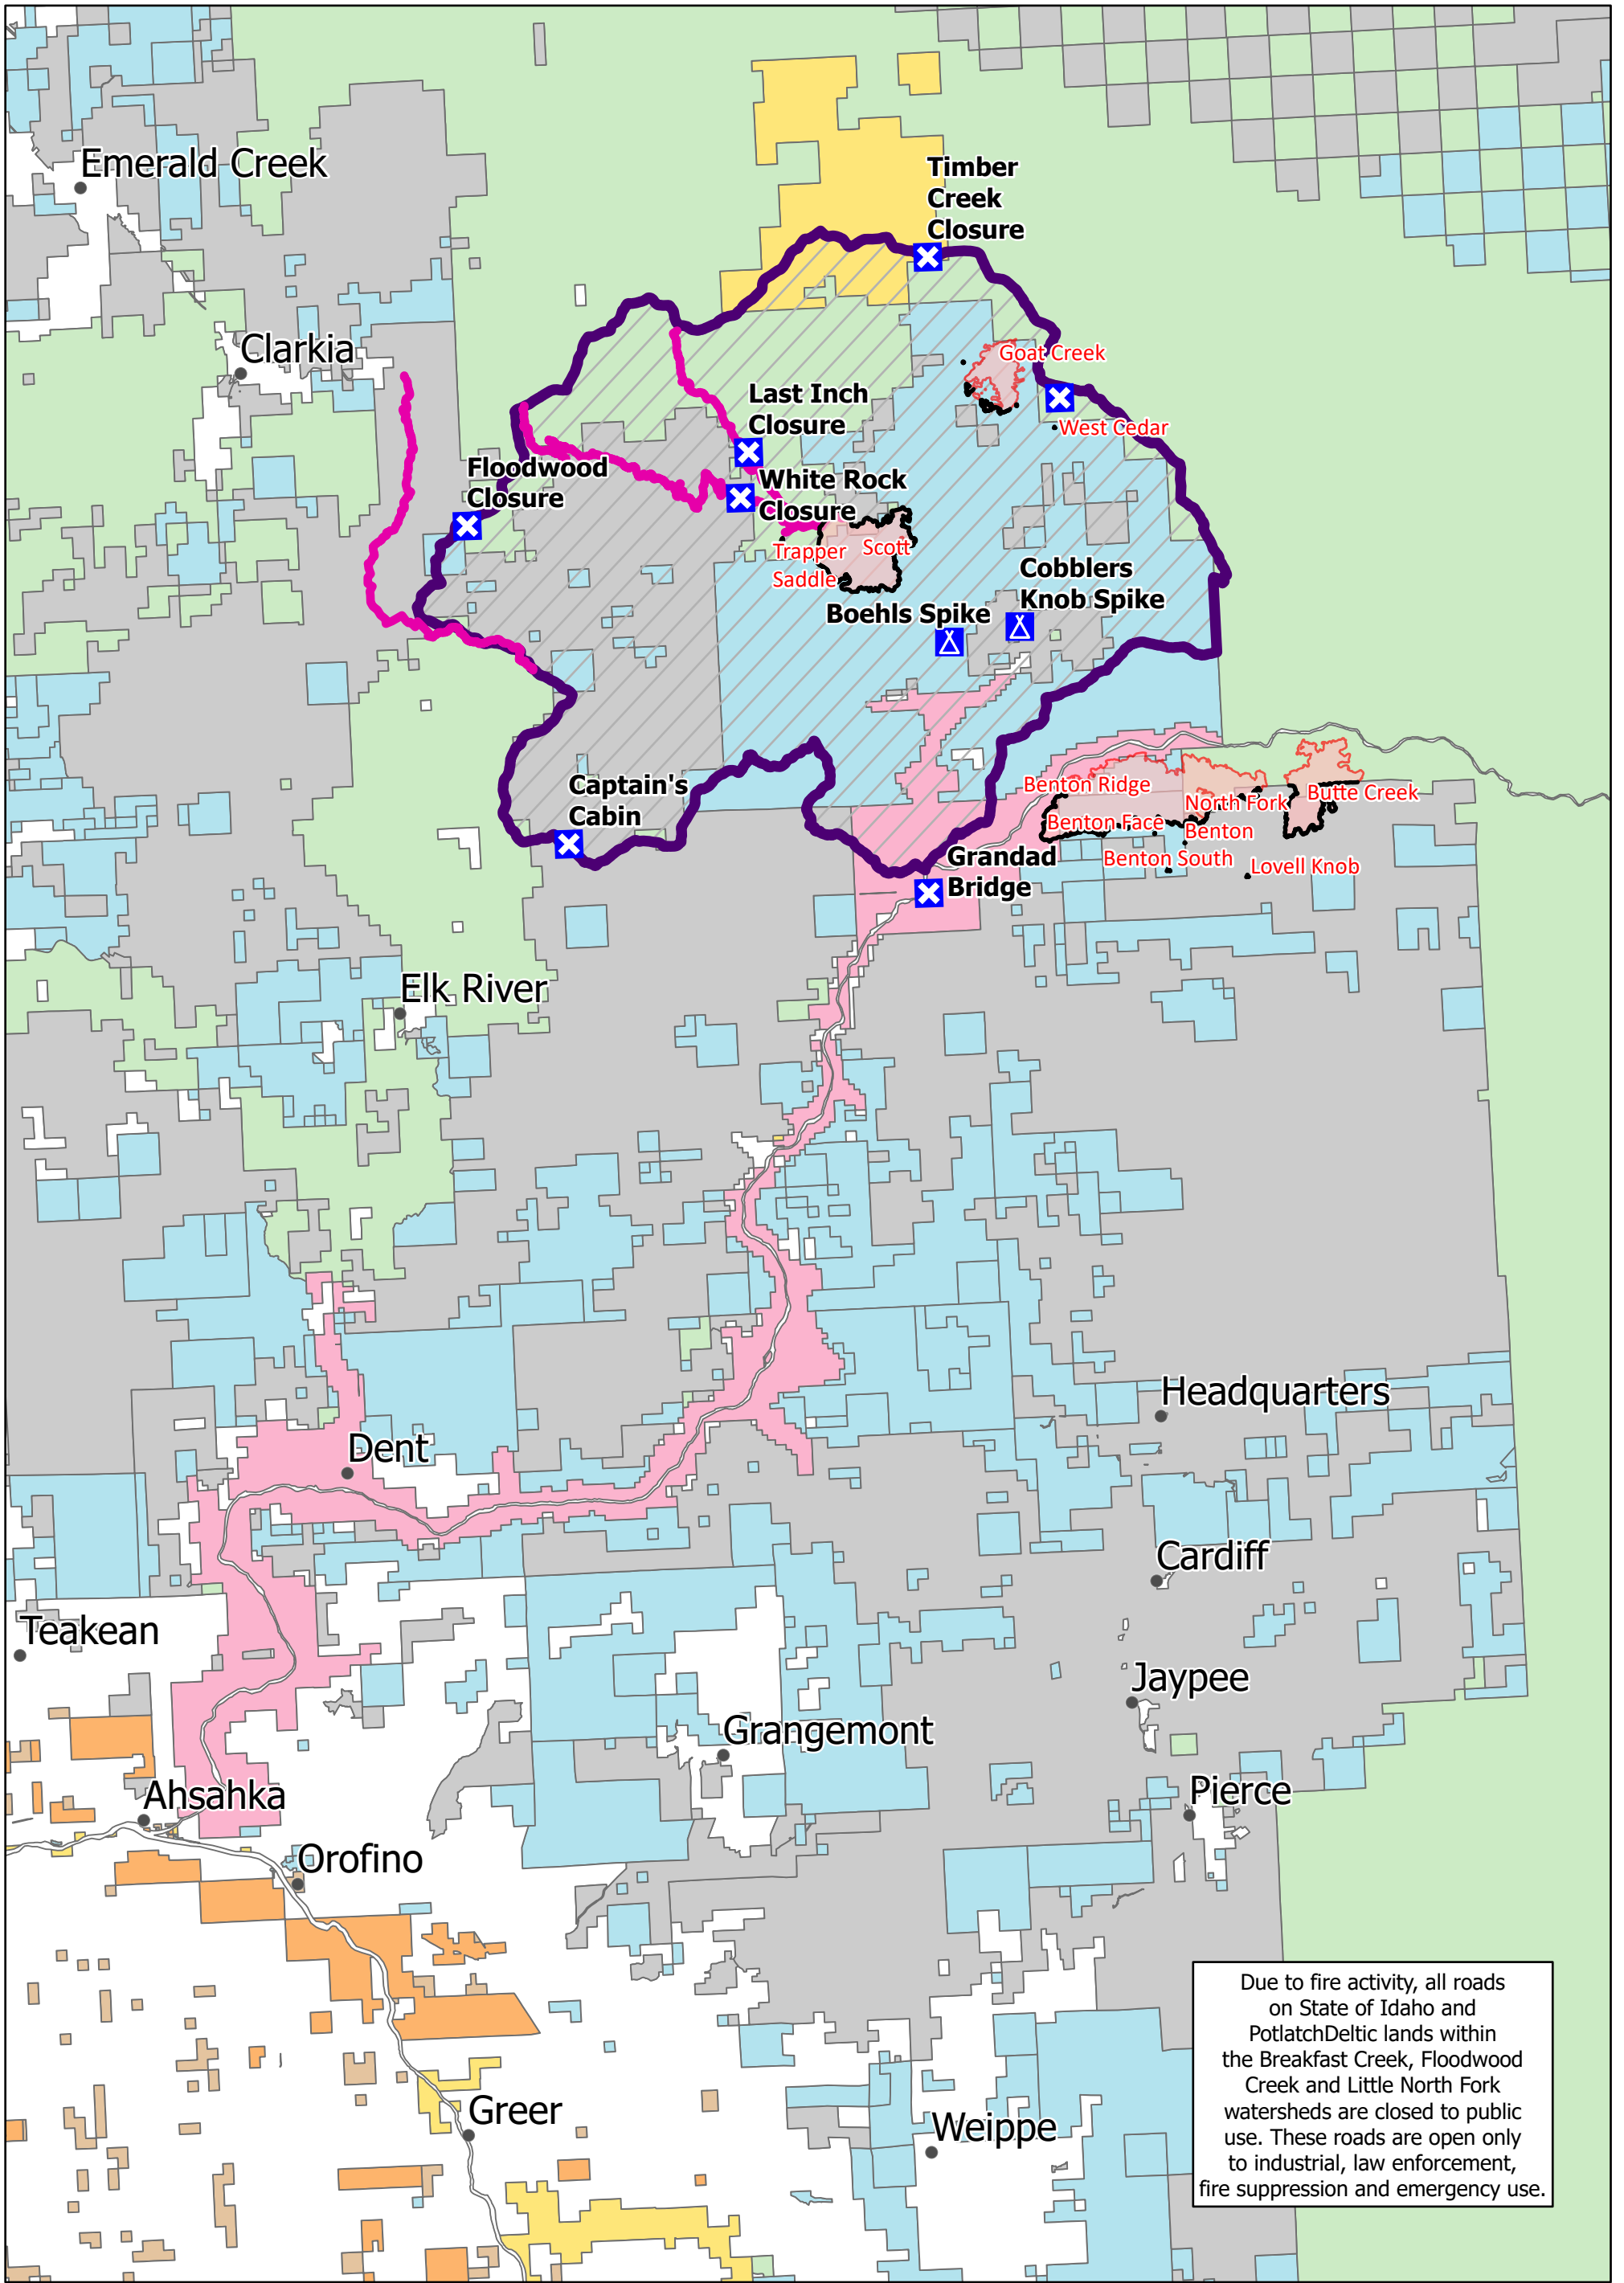 Emerald Creek
Timber
Creek
Closure
Clarkia
Goat Creek
Last Inch
Closure
West Cedar
Floodwood
Closure
White Rock
Closure
Trapper
Saddle
Scott
Cobblers
Knob Spike
Boehls Spike
Captain's
Cabin
Benton Ridge
North Fork
Butte Creek
Benton Face
Benton
Benton South
Lovell Knob
Grandad
Bridge
Elk River
Headquarters
Dent
Cardiff
Teakean
Jaypee
Grangemont
Pierce
Ahsahka
Orofino
Greer
Weippe
Due to fire activity, all roads
on State of Idaho and
PotlatchDeltic lands within
the Breakfast Creek, Floodwood
Creek and Little North Fork
watersheds are closed to public
use. These roads are open only
to industrial, law enforcement,
fire suppression and emergency use.